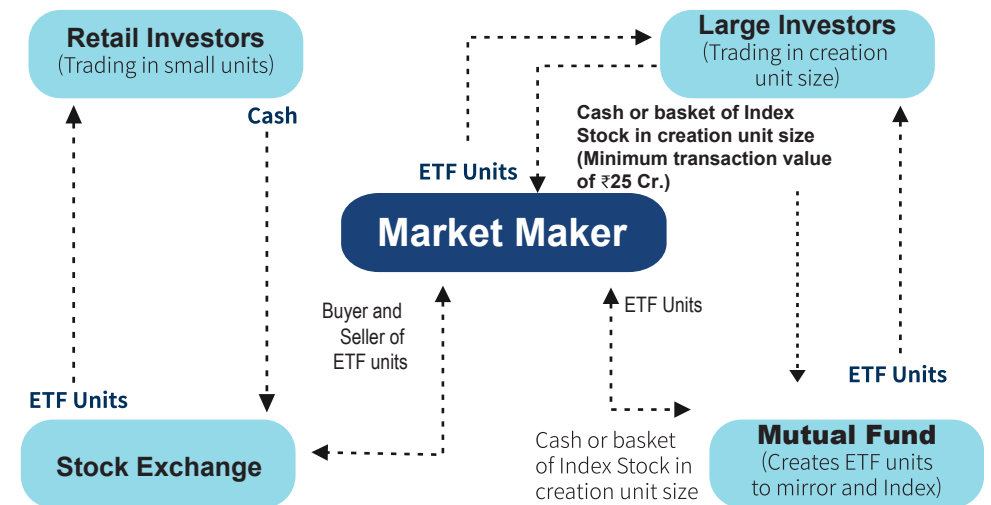 Retail Investors
(Trading in small units)
Large Investors
(Trading in creation
unit size)
Cash
Cash or basket of Index
Stock in creation unit size
(Minimum transaction value
of ₹25 Cr.)
ETF Units
Market Maker
Buyer and
Seller of
ETF units
ETF Units
ETF Units
ETF Units
Stock Exchange
Cash or basket
of Index Stock in
creation unit size
Mutual Fund
(Creates ETF units
to mirror and Index)